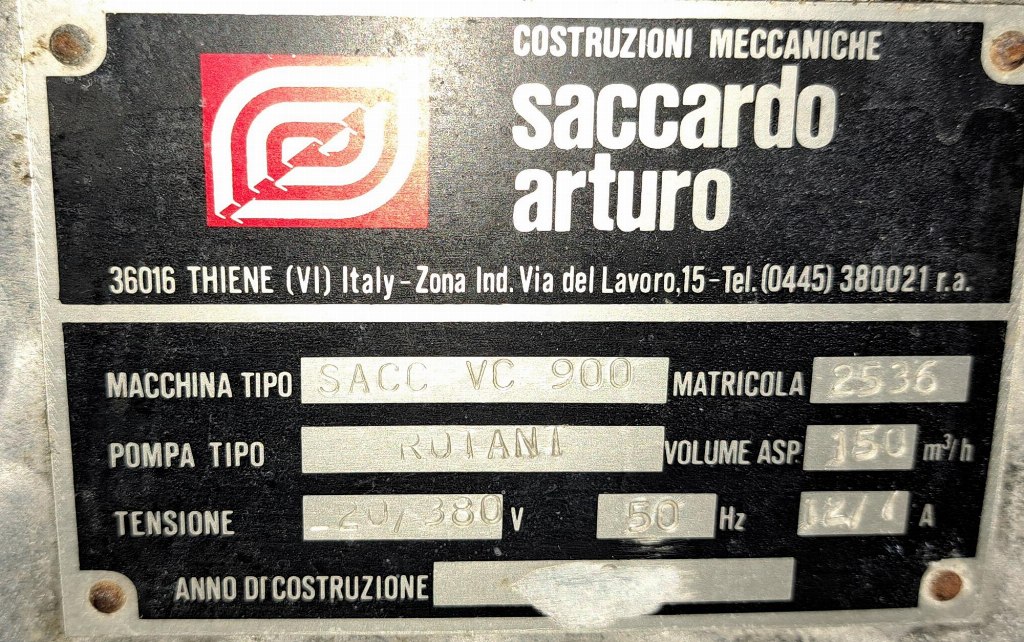 COSTRUZIONI MECCANICHE
saccardo
arturo
36016 THIENE (VI) Italy - Zona Ind. Via del Lavoro,15 - Tel. (0445) 380021 r.a.
MACCHINA TIPO SACC VC 900 MATRICOLA 2536
POMPA TIPO VOLUME ASP. 150 m³/h
TENSIONE 20/380 V 50 Hz A
ANNO DI COSTRUZIONE